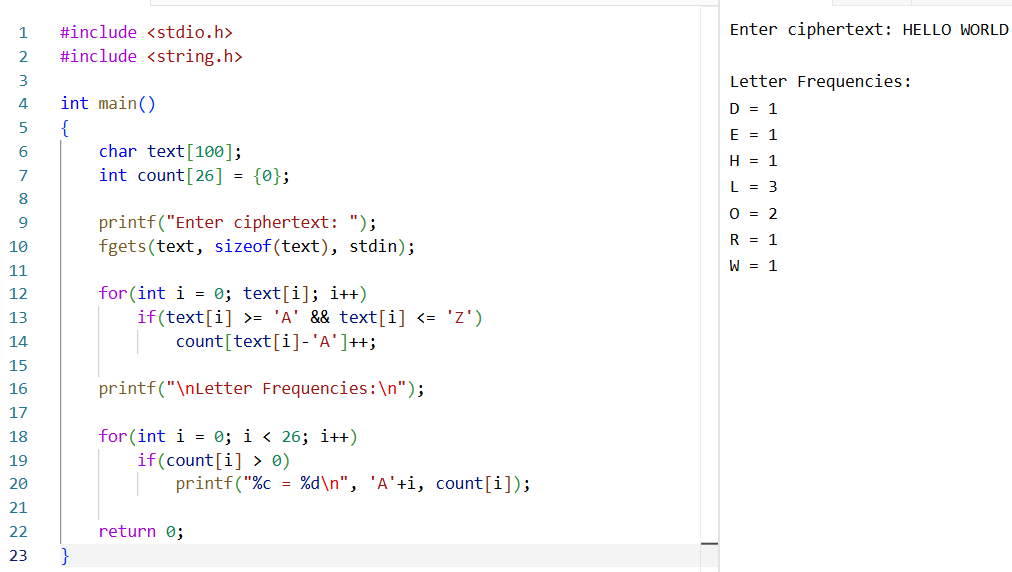 1 #include <stdio.h>
2 #include <string.h>
3
4 int main()
5 {
6     char text[100];
7     int count[26] = {0};
8
9     printf("Enter ciphertext: ");
10     fgets(text, sizeof(text), stdin);
11
12     for(int i = 0; text[i]; i++)
13         if(text[i] >= 'A' && text[i] <= 'Z')
14             count[text[i]-'A']++;
15
16     printf("\nLetter Frequencies:\n");
17
18     for(int i = 0; i < 26; i++)
19         if(count[i] > 0)
20             printf("%c = %d\n", 'A'+i, count[i]);
21
22     return 0;
23 }
Enter ciphertext: HELLO WORLD

Letter Frequencies:
D = 1
E = 1
H = 1
L = 3
O = 2
R = 1
W = 1